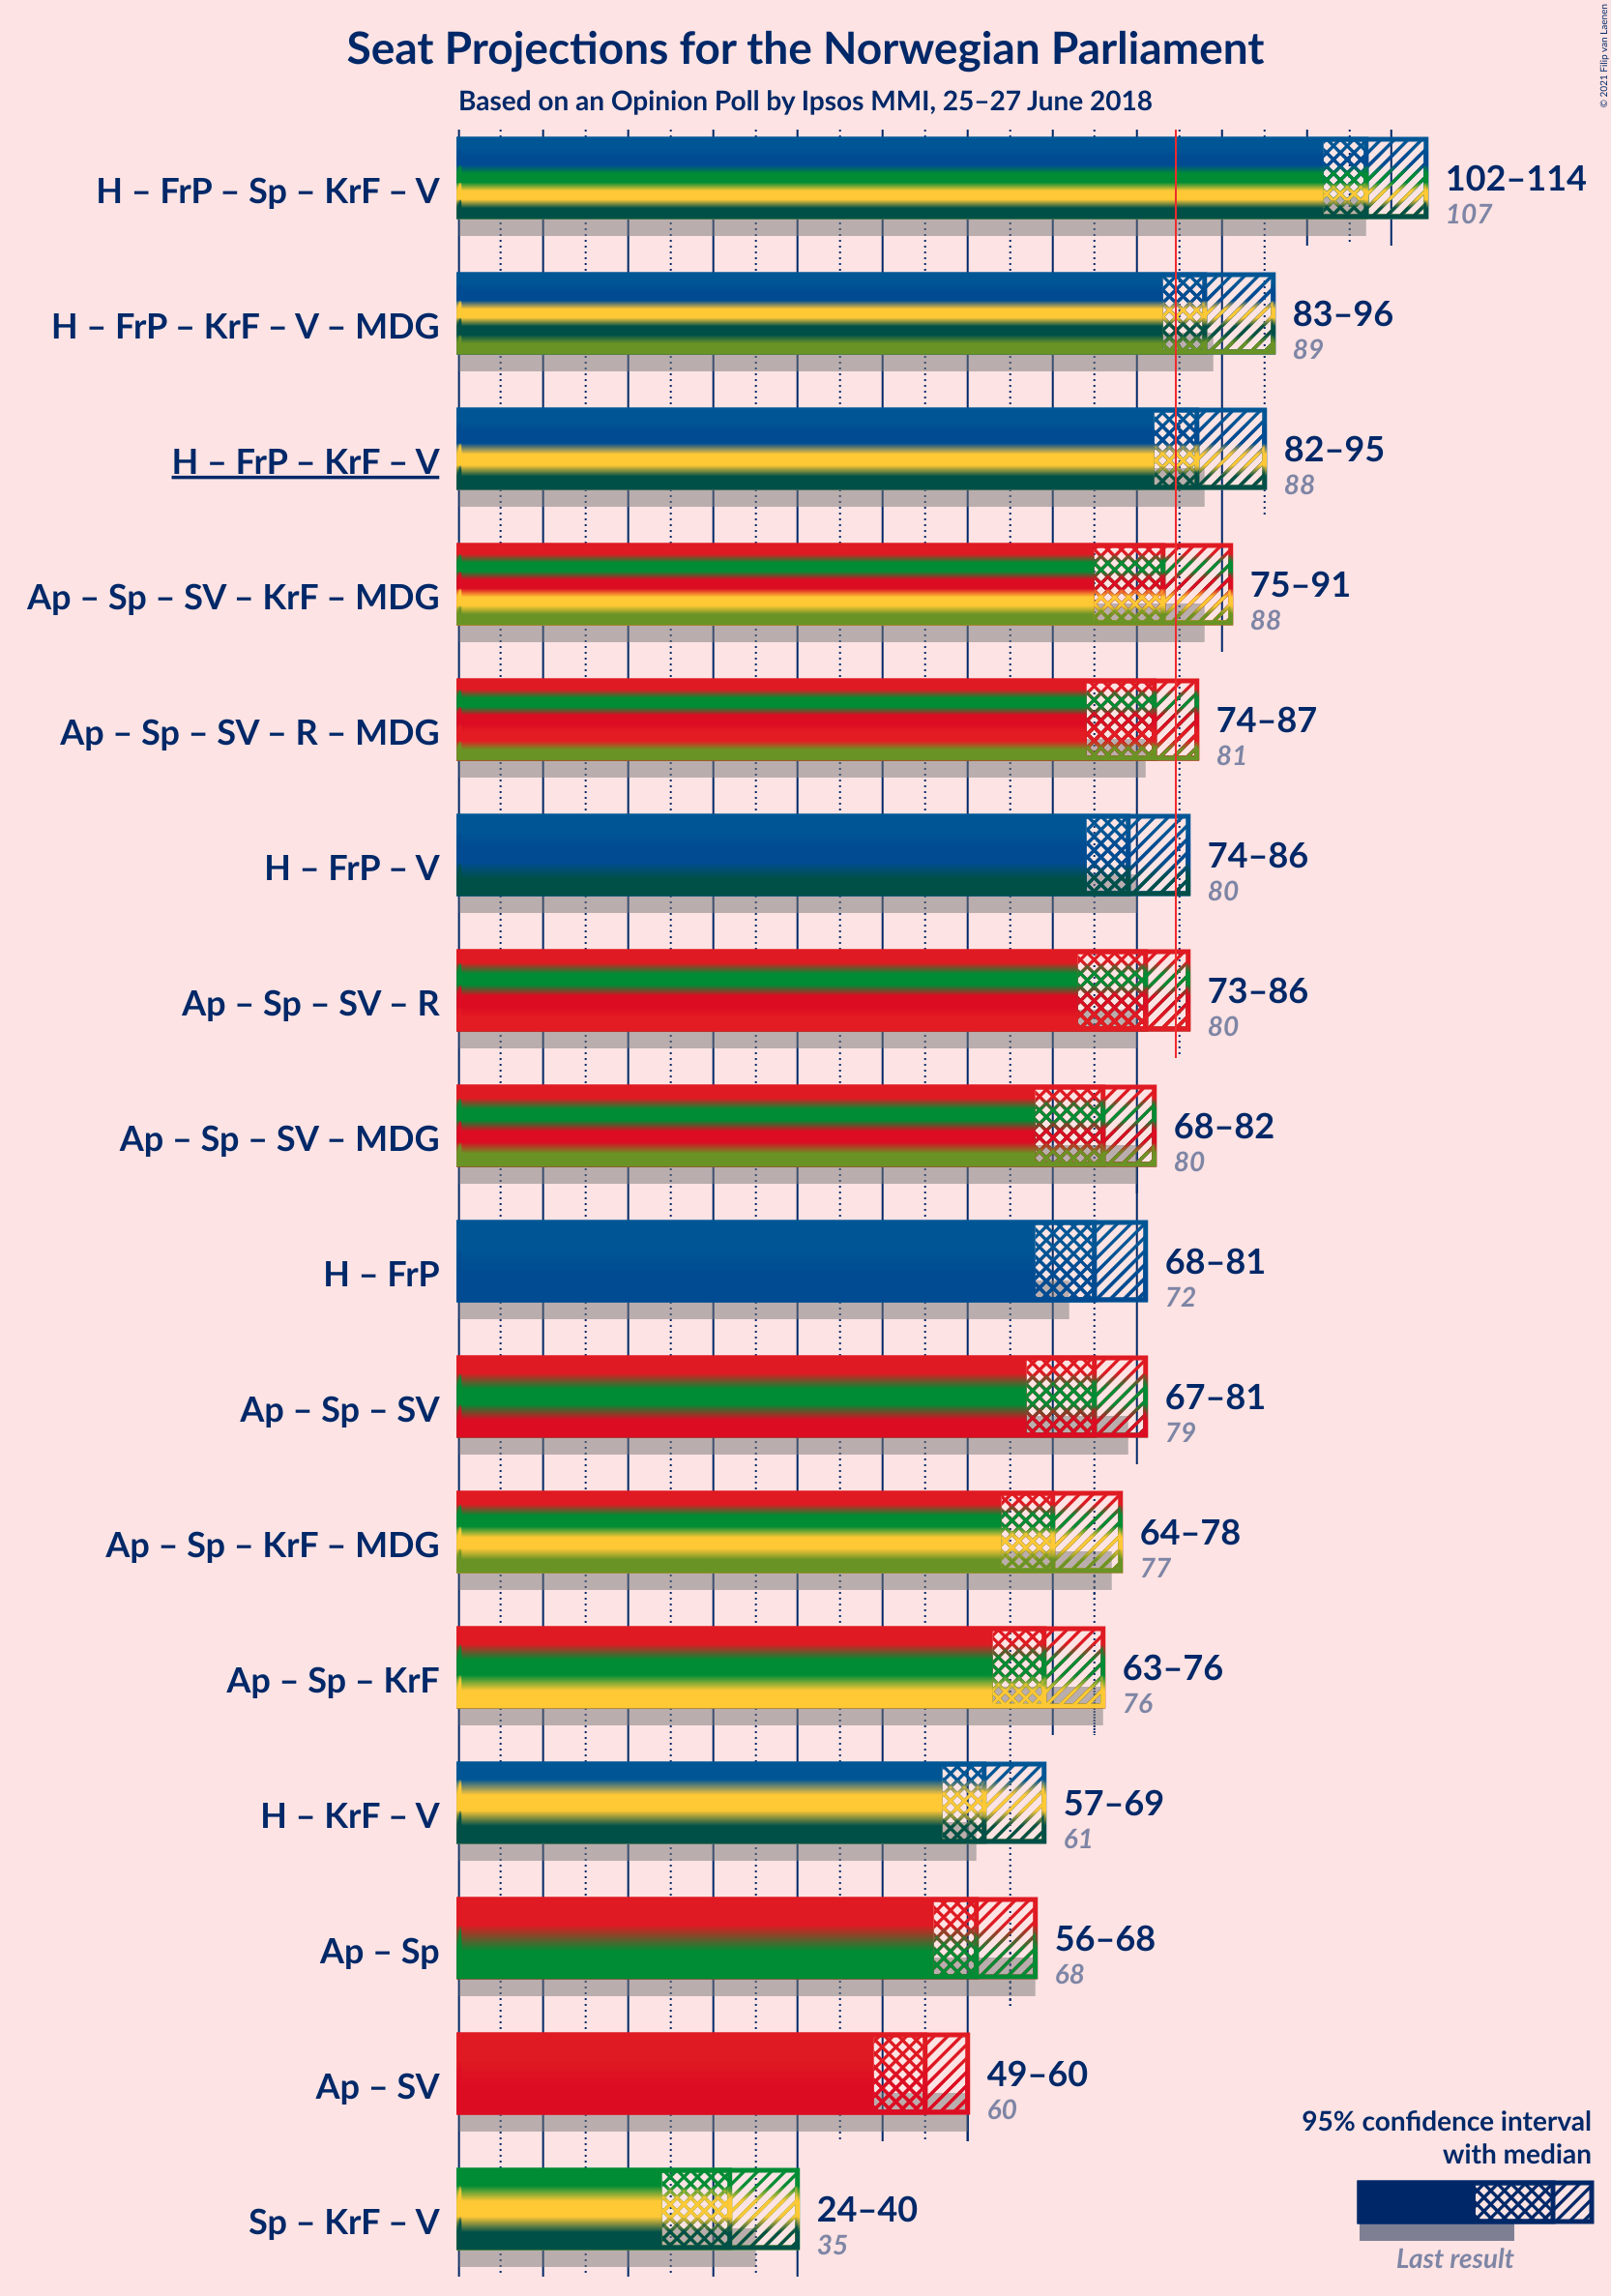 Seat Projections for the Norwegian Parliament
Based on an Opinion Poll by Ipsos MMI, 25–27 June 2018
© 2021 Filip van Laenen
H – FrP – Sp – KrF – V
102–114
107
H – FrP – KrF – V – MDG
83–96
89
H – FrP – KrF – V
82–95
88
Ap – Sp – SV – KrF – MDG
75–91
88
Ap – Sp – SV – R – MDG
74–87
81
H – FrP – V
74–86
80
Ap – Sp – SV – R
73–86
80
Ap – Sp – SV – MDG
68–82
80
H – FrP
68–81
72
Ap – Sp – SV
67–81
79
Ap – Sp – KrF – MDG
64–78
77
Ap – Sp – KrF
63–76
76
H – KrF – V
57–69
61
Ap – Sp
56–68
68
Ap – SV
49–60
60
Sp – KrF – V
24–40
35
95% confidence interval
with median
Last result